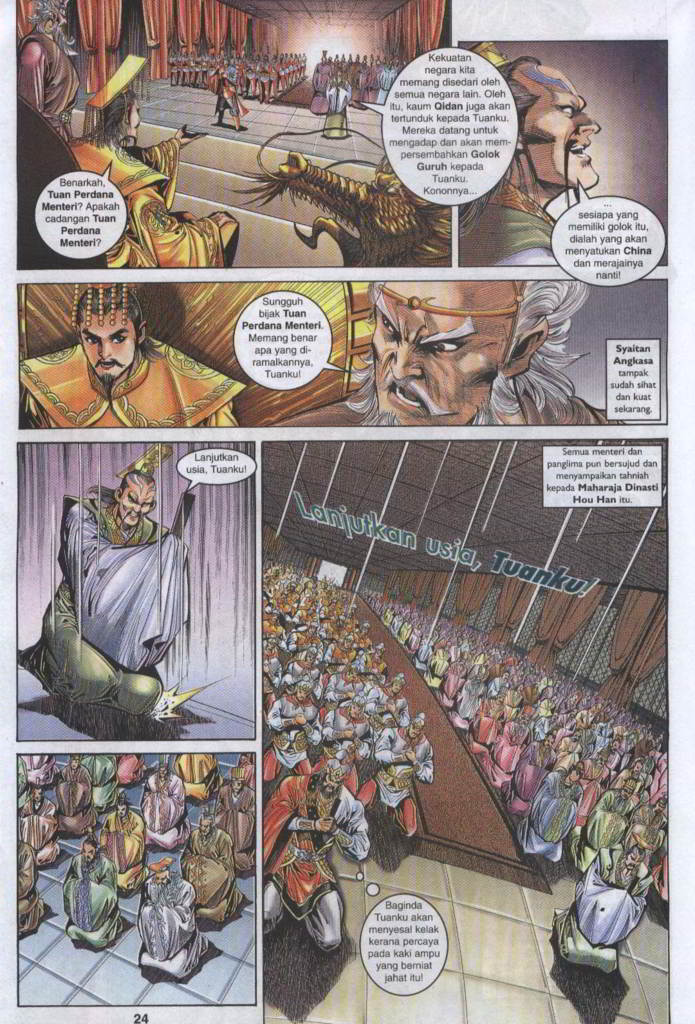 Kekuatan
negara kita
memang disedari oleh
semua negara lain. Oleh
itu, kaum Qidan juga akan
tertunduk kepada Tuanku.
Mereka datang untuk
mengadap dan akan mem-
persembahkan Golok
Guruh kepada
Tuanku.
Kononnya...
Benarkah,
Tuan Perdana
Menteri? Apakah
cadangan Tuan
Perdana
Menteri?
...
sesiapa yang
memiliki golok itu,
dialah yang akan
menyatukan China
dan merajainya
nanti!
Sungguh
bijak Tuan
Perdana Menteri.
Memang benar
apa yang di-
ramalkannya,
Tuanku!
Syaitan
Angkasa
tampak
sudah sihat
dan kuat
sekarang.
Lanjutkan
usia, Tuanku!
Semua menteri dan
panglima pun bersujud dan
menyampaikan tahniah
kepada Maharaja Dinasti
Hou Han itu.
Lanjutkan usia, Tuanku!
Baginda
Tuanku akan
menyesal kelak
kerana percaya
pada kaki ampu
yang berniat
jahat itu!
24